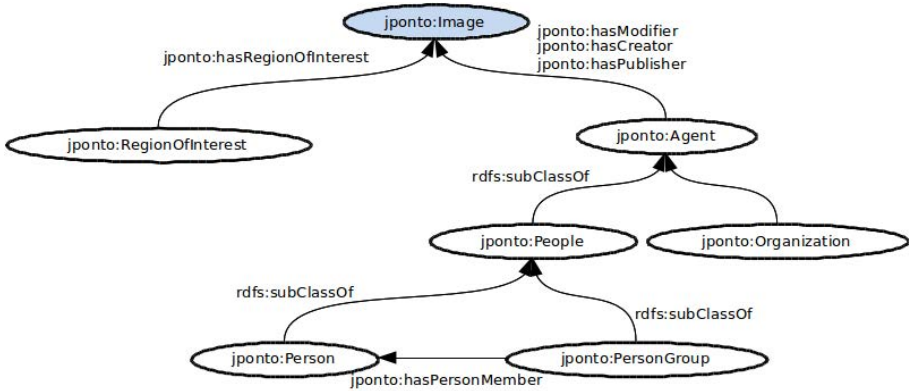 jponto:Image
jponto:hasModifier
jponto:hasCreator
jponto:hasPublisher
jponto:hasRegionOfInterest
jponto:RegionOfInterest
jponto:Agent
rdfs:subClassOf
jponto:People
jponto:Organization
rdfs:subClassOf
rdfs:subClassOf
jponto:Person
jponto:PersonGroup
jponto:hasPersonMember